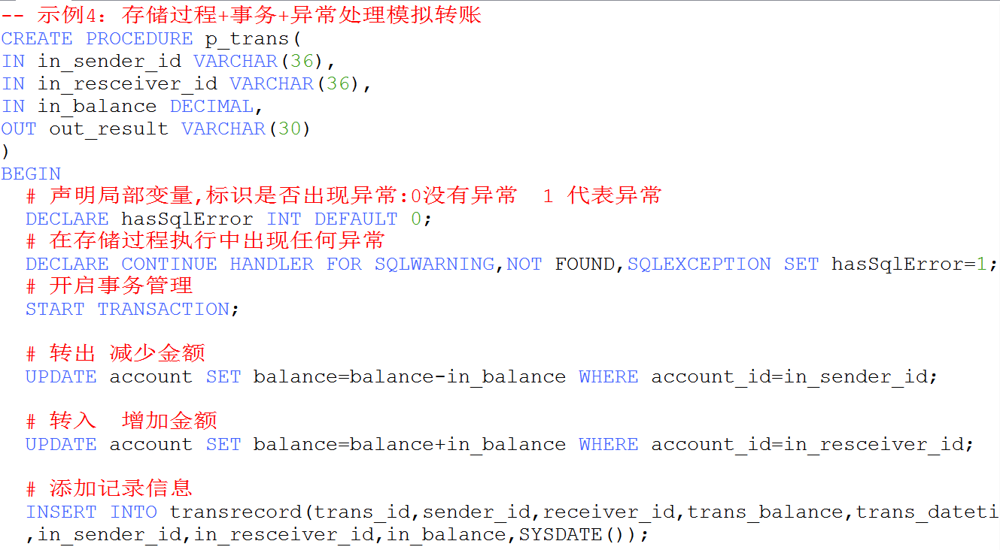 -- 示例4：存储过程+事务+异常处理模拟转账
CREATE PROCEDURE p_trans(
IN in_sender_id VARCHAR(36),
IN in_resceiver_id VARCHAR(36),
IN in_balance DECIMAL,
OUT out_result VARCHAR(30)
)
BEGIN
# 声明局部变量,标识是否出现异常:0没有异常  1 代表异常
DECLARE hasSqlError INT DEFAULT 0;
# 在存储过程执行中出现任何异常
DECLARE CONTINUE HANDLER FOR SQLWARNING,NOT FOUND,SQLEXCEPTION SET hasSqlError=1;
# 开启事务管理
START TRANSACTION;
# 转出 减少金额
UPDATE account SET balance=balance-in_balance WHERE account_id=in_sender_id;
# 转入  增加金额
UPDATE account SET balance=balance+in_balance WHERE account_id=in_resceiver_id;
# 添加记录信息
INSERT INTO transrecord(trans_id,sender_id,receiver_id,trans_balance,trans_dateti
,in_sender_id,in_resceiver_id,in_balance,SYSDATE());